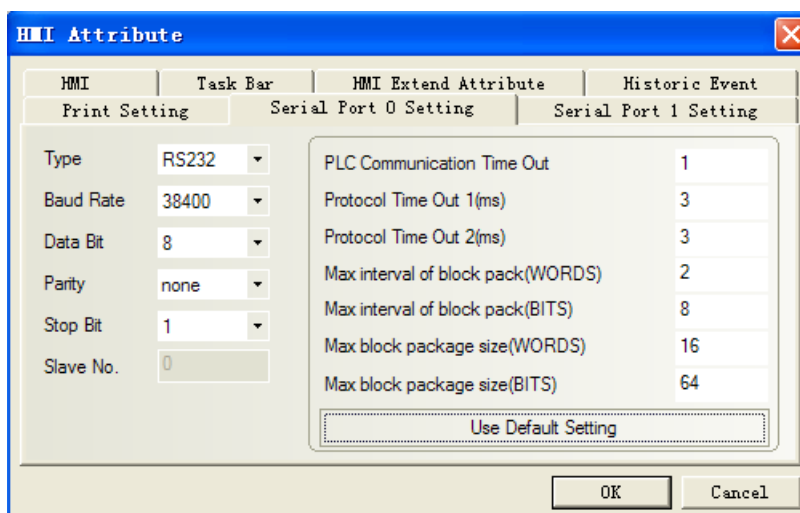 HMI Attribute
HMI Task Bar HMI Extend Attribute Historic Event
Print Setting Serial Port 0 Setting Serial Port 1 Setting
Type RS232
Baud Rate 38400
Data Bit 8
Parity none
Stop Bit 1
Slave No. 0
PLC Communication Time Out 1
Protocol Time Out 1(ms) 3
Protocol Time Out 2(ms) 3
Max interval of block pack(WORDS) 2
Max interval of block pack(BITS) 8
Max block package size(WORDS) 16
Max block package size(BITS) 64
Use Default Setting
OK Cancel